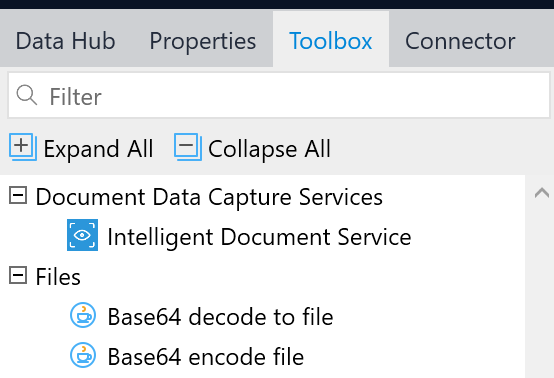 Data Hub Properties Toolbox Connector
Filter
Expand All Collapse All
Document Data Capture Services
Intelligent Document Service
Files
Base64 decode to file
Base64 encode file